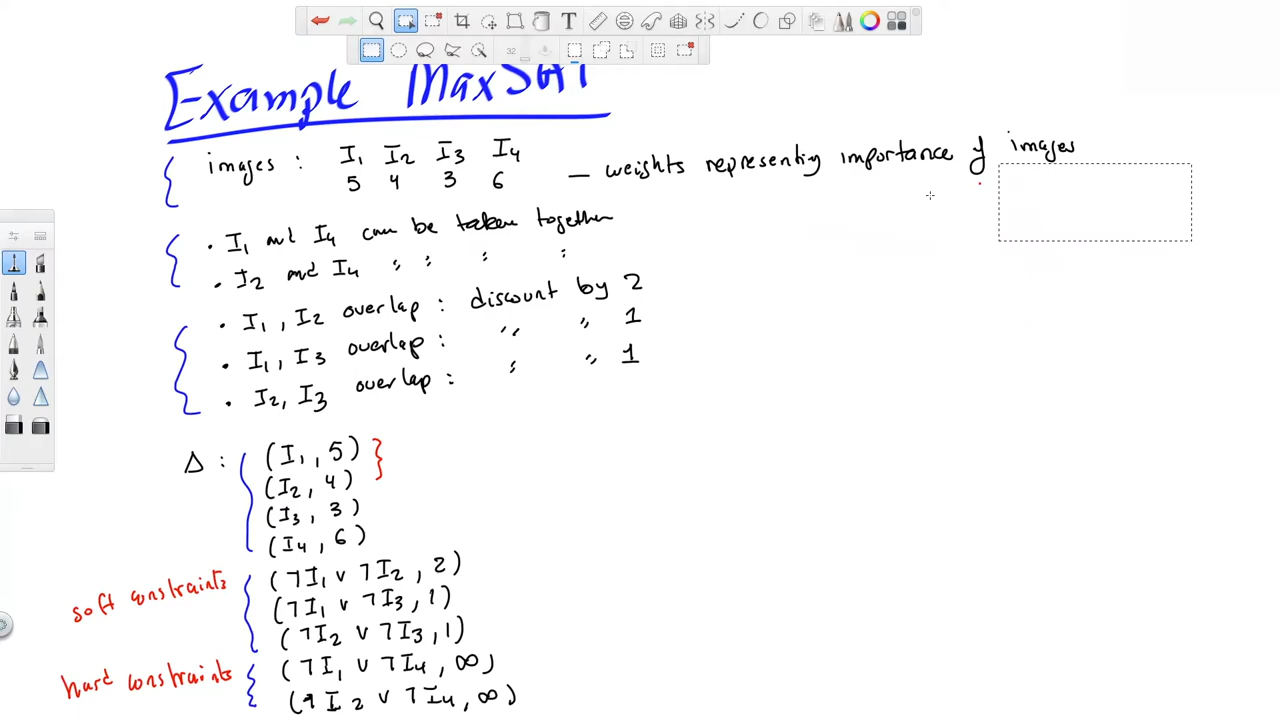 Example MaxSAT
images : I1 I2 I3 I4 — weights representing importance of images
5 4 3 6
• I1 and I4 can be taken together
• I2 and I4 " " " "
• I1, I2 overlap : discount by 2
• I1, I3 overlap : " " 1
• I2, I3 overlap : " " 1
Δ : (I1, 5)
(I2, 4)
(I3, 3)
(I4, 6)
soft constraints (¬I1 ∨ ¬I2, 2)
(¬I1 ∨ ¬I3, 1)
(¬I2 ∨ ¬I3, 1)
hard constraints (¬I1 ∨ ¬I4, ∞)
(¬I2 ∨ ¬I4, ∞)